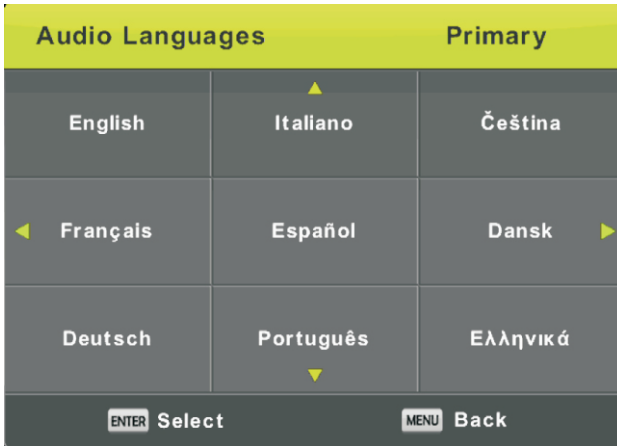 Audio Languages Primary
English Italiano Čeština
Français Español Dansk
Deutsch Português Ελληνικά
ENTER Select MENU Back